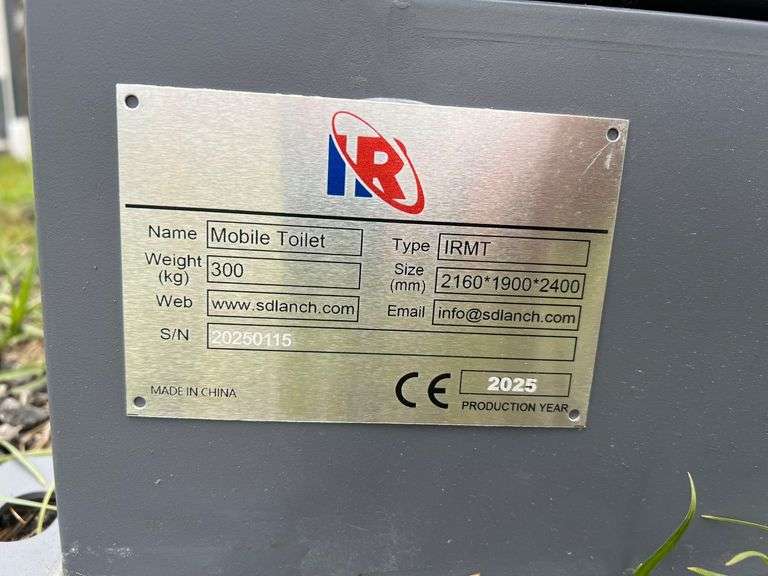 IR
Name Mobile Toilet Type IRMT
Weight (kg) 300 Size (mm) 2160*1900*2400
Web www.sdlanch.com Email info@sdlanch.com
S/N 20250115
MADE IN CHINA CE 2025
PRODUCTION YEAR